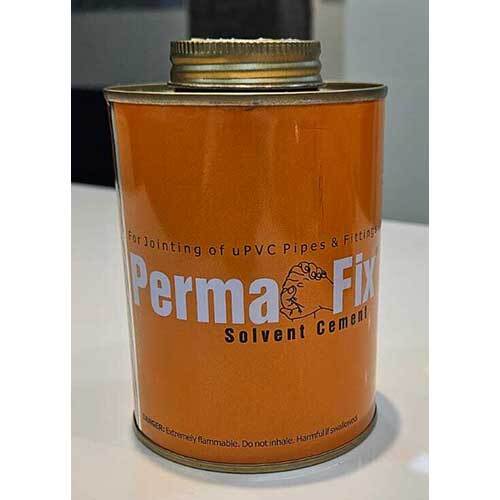 For Jointing of uPVC Pipes & Fittings
Perma Fix
Solvent Cement
DANGER: Extremely flammable. Do not inhale. Harmful if swallowed.